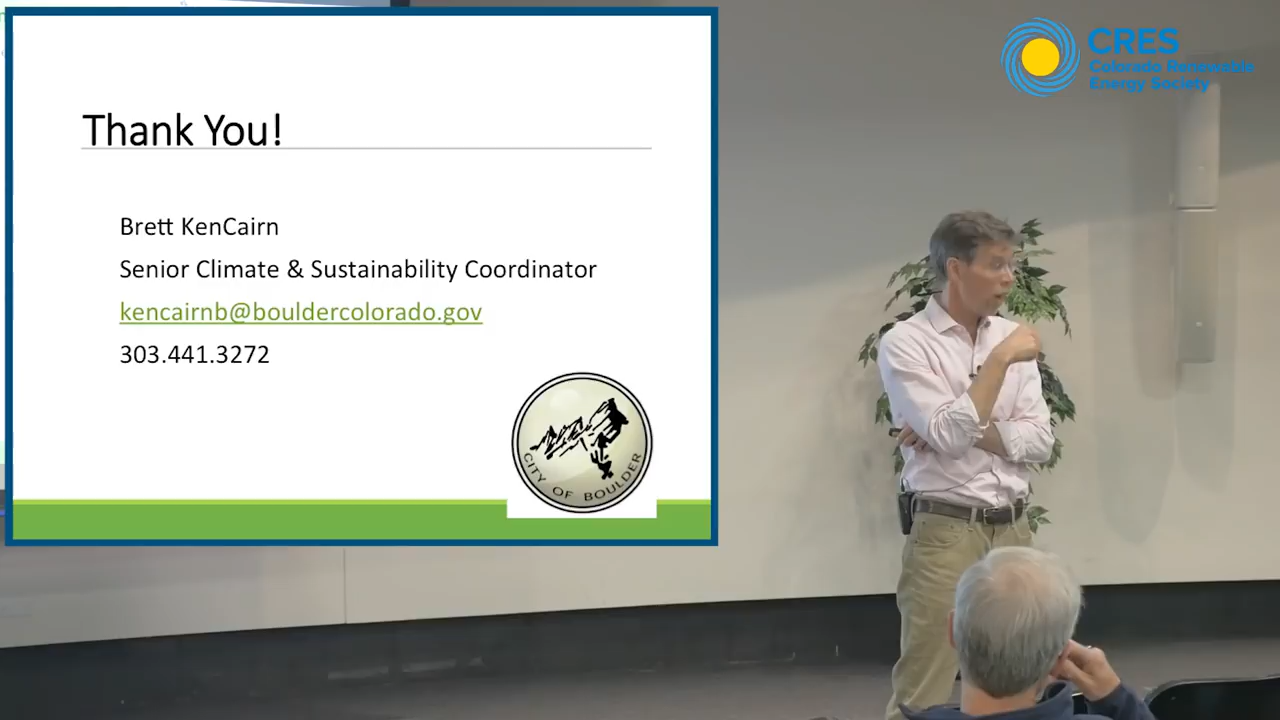 Thank You!
Brett KenCairn
Senior Climate & Sustainability Coordinator
kencairnb@bouldercolorado.gov
303.441.3272
CITY OF BOULDER
CRES
Colorado Renewable
Energy Society